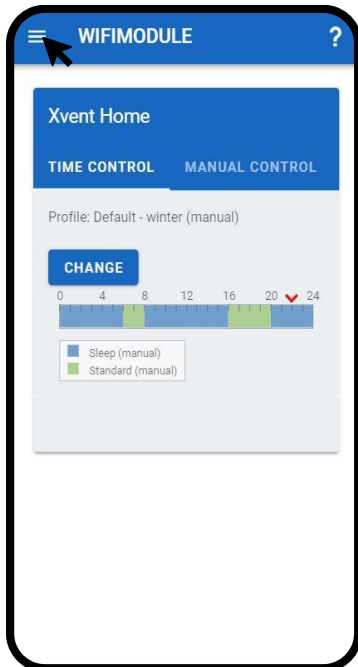 WIFIMODULE ?
Xvent Home
TIME CONTROL MANUAL CONTROL
Profile: Default - winter (manual)
CHANGE
0 4 8 12 16 20 24
Sleep (manual)
Standard (manual)